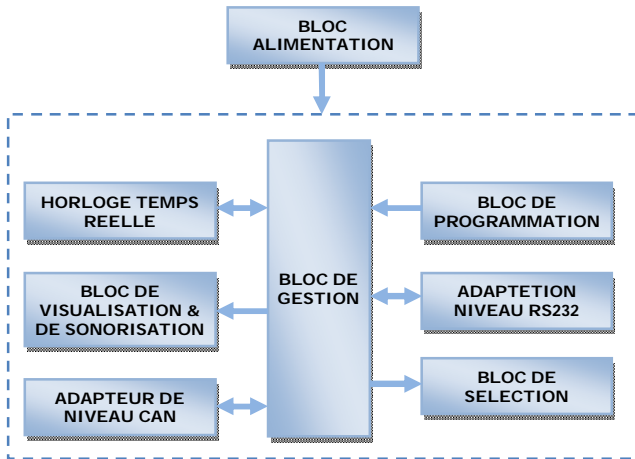 BLOC
ALIMENTATION
HORLOGE TEMPS
REELLE
BLOC DE
VISUALISATION &
DE SONORISATION
ADAPTEUR DE
NIVEAU CAN
BLOC DE
GESTION
BLOC DE
PROGRAMMATION
ADAPTETION
NIVEAU RS232
BLOC DE
SELECTION